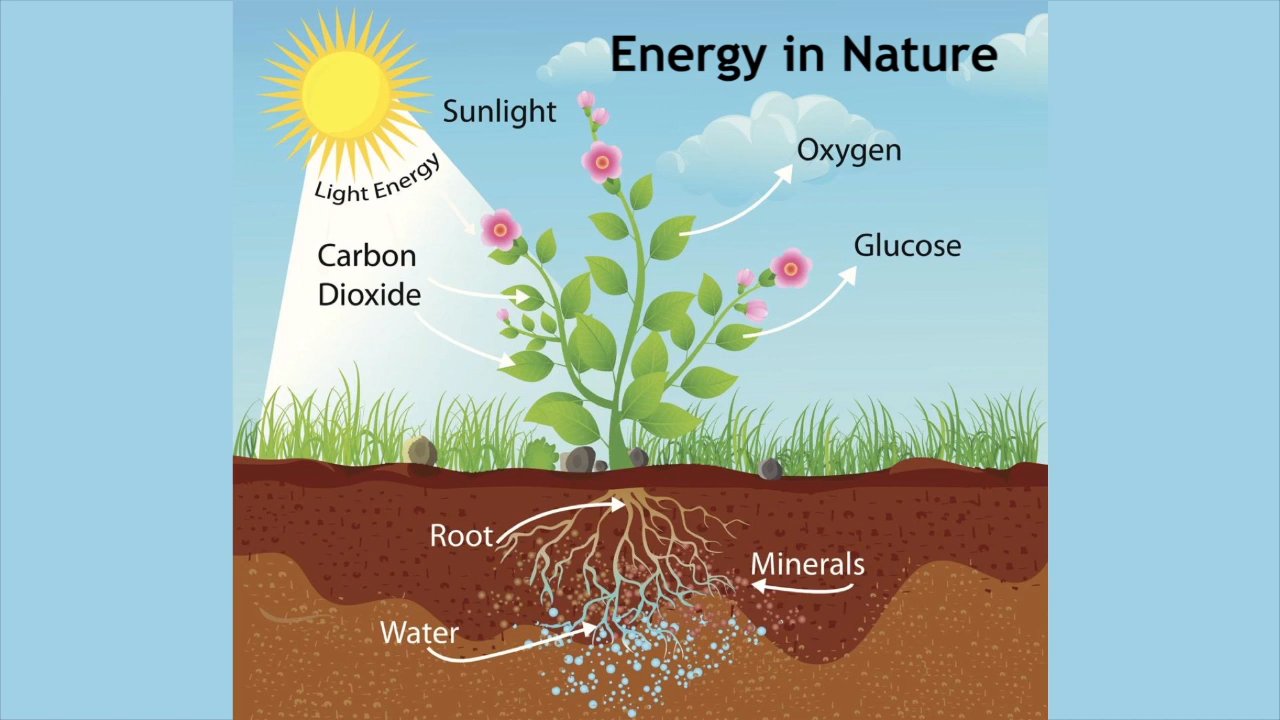 Energy in Nature
Sunlight
Light Energy
Oxygen
Carbon
Dioxide
Glucose
Root
Minerals
Water